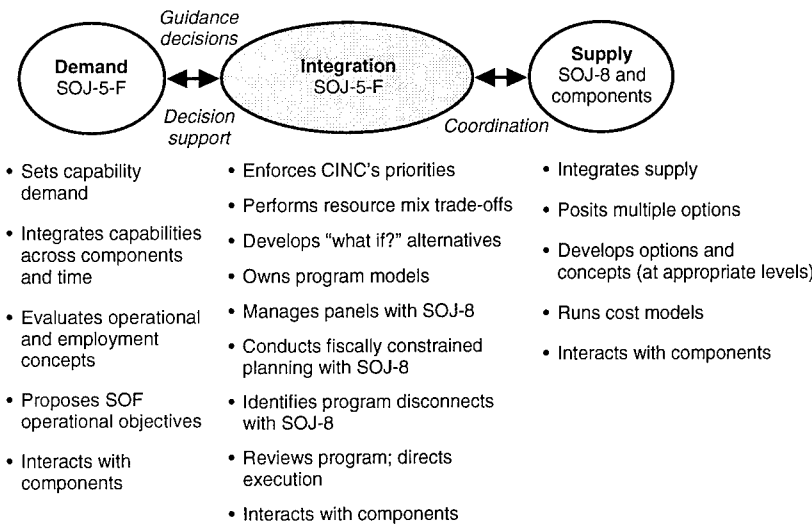 Guidance
decisions
Demand
SOJ-5-F
Integration
SOJ-5-F
Supply
SOJ-8 and
components
Decision
support
Coordination
• Sets capability
demand
• Integrates capabilities
across components
and time
• Evaluates operational
and employment
concepts
• Proposes SOF
operational objectives
• Interacts with
components
• Enforces CINC's priorities
• Performs resource mix trade-offs
• Develops "what if?" alternatives
• Owns program models
• Manages panels with SOJ-8
• Conducts fiscally constrained
planning with SOJ-8
• Identifies program disconnects
with SOJ-8
• Reviews program; directs
execution
• Interacts with components
• Integrates supply
• Posits multiple options
• Develops options and
concepts (at appropriate levels)
• Runs cost models
• Interacts with components